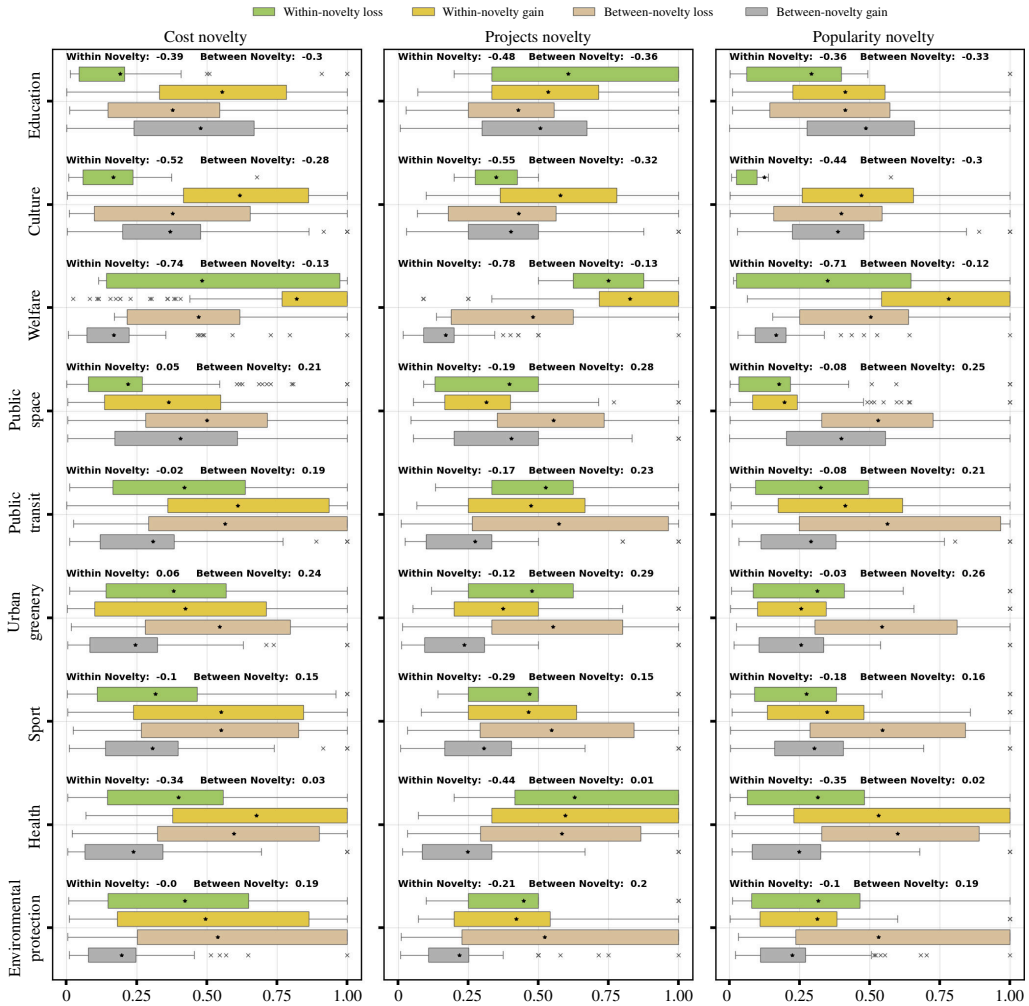 Within-novelty loss Within-novelty gain Between-novelty loss Between-novelty gain
Cost novelty Projects novelty Popularity novelty
Education
Within Novelty: -0.39 Between Novelty: -0.3
Within Novelty: -0.48 Between Novelty: -0.36
Within Novelty: -0.36 Between Novelty: -0.33
Culture
Within Novelty: -0.52 Between Novelty: -0.28
Within Novelty: -0.55 Between Novelty: -0.32
Within Novelty: -0.44 Between Novelty: -0.3
Welfare
Within Novelty: -0.74 Between Novelty: -0.13
Within Novelty: -0.78 Between Novelty: -0.13
Within Novelty: -0.71 Between Novelty: -0.12
Public
space
Within Novelty: 0.05 Between Novelty: 0.21
Within Novelty: -0.19 Between Novelty: 0.28
Within Novelty: -0.08 Between Novelty: 0.25
Public
transit
Within Novelty: -0.02 Between Novelty: 0.19
Within Novelty: -0.17 Between Novelty: 0.23
Within Novelty: -0.08 Between Novelty: 0.21
Urban
greenery
Within Novelty: 0.06 Between Novelty: 0.24
Within Novelty: -0.12 Between Novelty: 0.29
Within Novelty: -0.03 Between Novelty: 0.26
Sport
Within Novelty: -0.1 Between Novelty: 0.15
Within Novelty: -0.29 Between Novelty: 0.15
Within Novelty: -0.18 Between Novelty: 0.16
Health
Within Novelty: -0.34 Between Novelty: 0.03
Within Novelty: -0.44 Between Novelty: 0.01
Within Novelty: -0.35 Between Novelty: 0.02
Environmental
protection
Within Novelty: -0.0 Between Novelty: 0.19
Within Novelty: -0.21 Between Novelty: 0.2
Within Novelty: -0.1 Between Novelty: 0.19
0 0.25 0.50 0.75 1.00 0 0.25 0.50 0.75 1.00 0 0.25 0.50 0.75 1.00